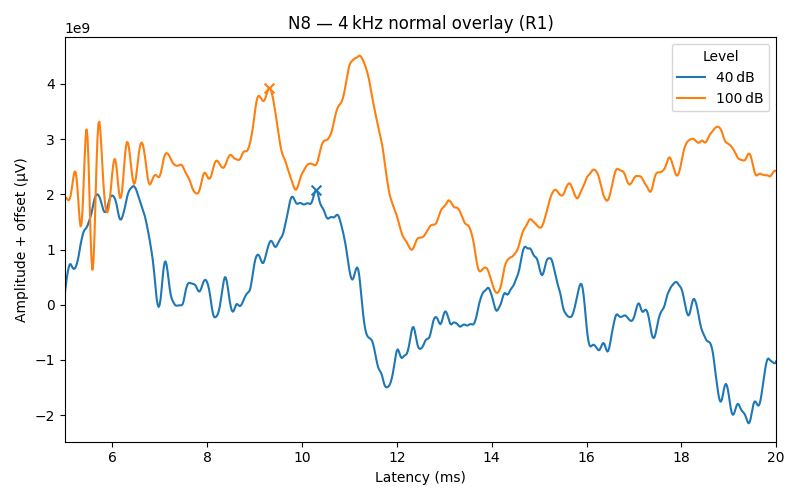 N8 — 4 kHz normal overlay (R1)
1e9
Level
40 dB
100 dB
Amplitude + offset (µV)
4
3
2
1
0
−1
−2
6 8 10 12 14 16 18 20
Latency (ms)